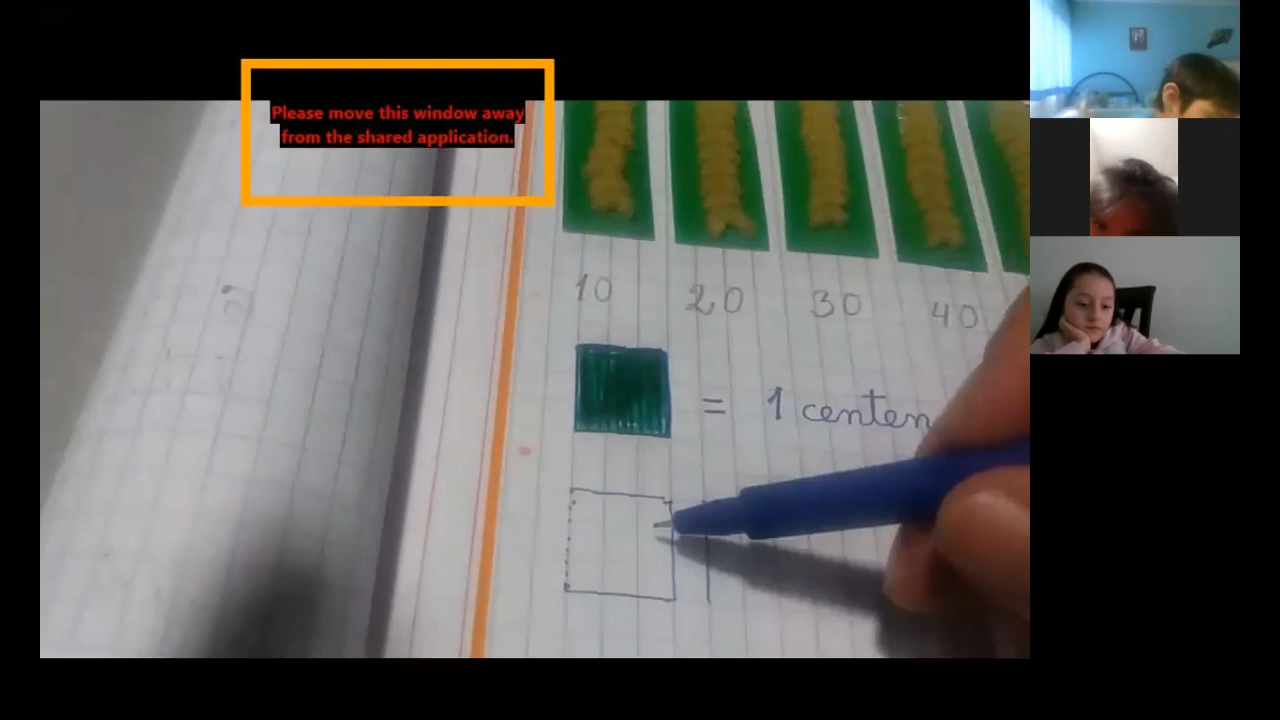 Please move this window away
from the shared application.
10 20 30 40
= 1 centen